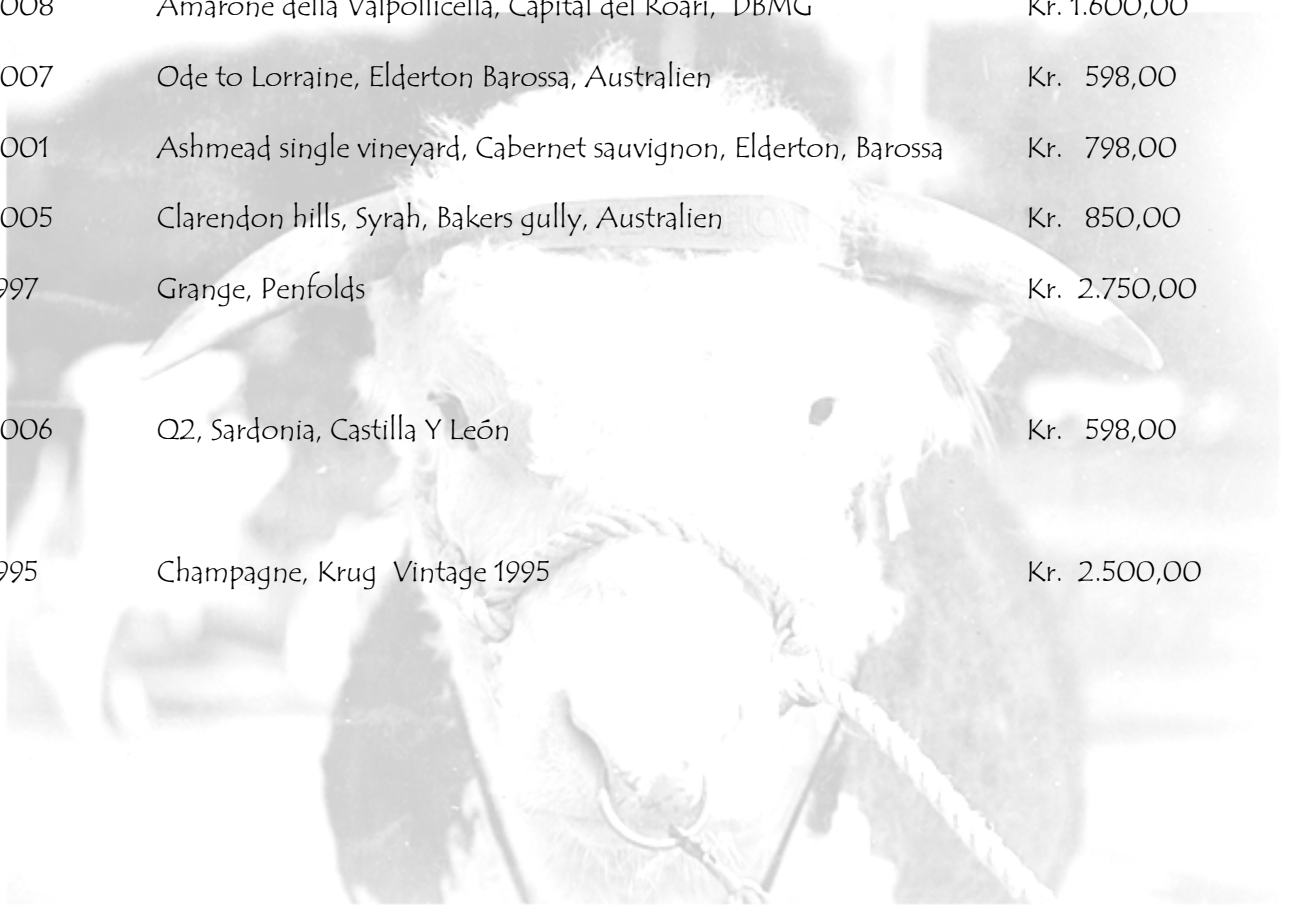 008 Amarone della Valpollicella, Capital del Roari, DBMG Kr. 1.600,00
007 Ode to Lorraine, Elderton Barossa, Australien Kr. 598,00
001 Ashmead single vineyard, Cabernet sauvignon, Elderton, Barossa Kr. 798,00
005 Clarendon hills, Syrah, Bakers gully, Australien Kr. 850,00
997 Grange, Penfolds Kr. 2.750,00
006 Q2, Sardonia, Castilla Y León Kr. 598,00
995 Champagne, Krug Vintage 1995 Kr. 2.500,00